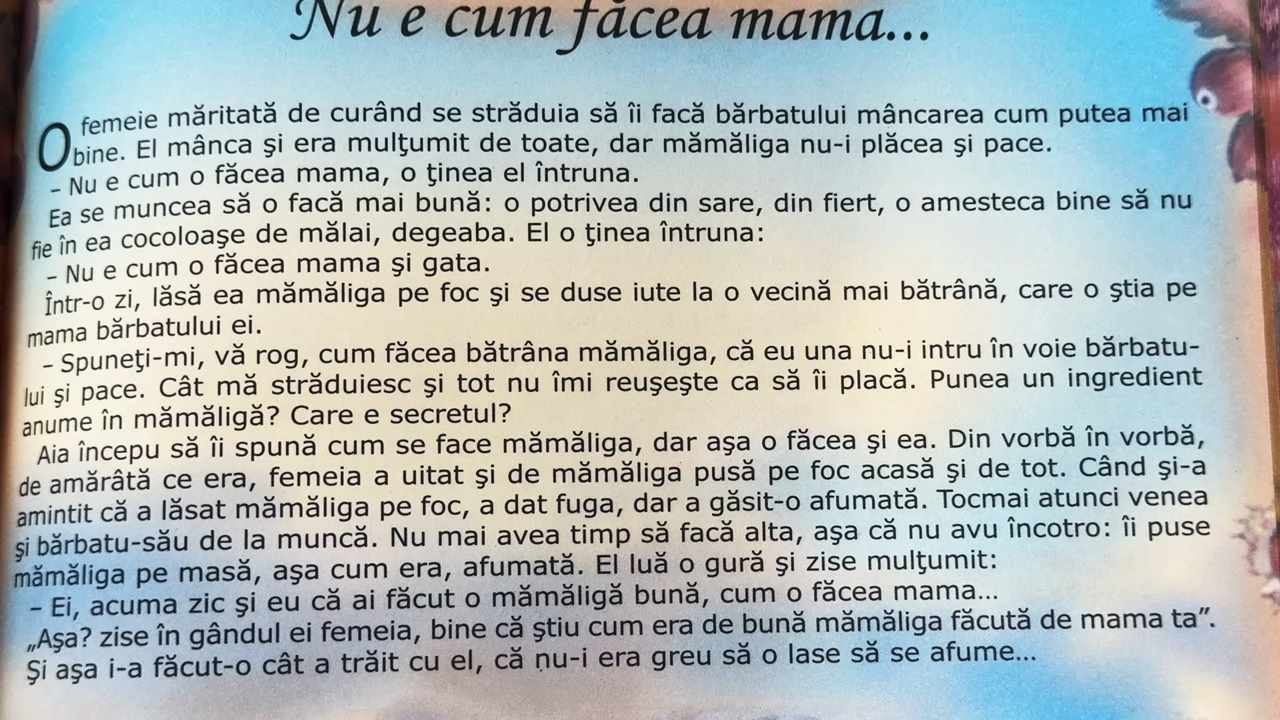 Nu e cum făcea mama...
O femeie măritată de curând se străduia să îi facă bărbatului mâncarea cum putea mai
bine. El mânca şi era mulţumit de toate, dar mămăliga nu-i plăcea şi pace.
– Nu e cum o făcea mama, o ţinea el întruna.
Ea se muncea să o facă mai bună: o potrivea din sare, din fiert, o amesteca bine să nu
fie în ea cocoloaşe de mălai, degeaba. El o ţinea întruna:
– Nu e cum o făcea mama şi gata.
Într-o zi, lăsă ea mămăliga pe foc şi se duse iute la o vecină mai bătrână, care o ştia pe
mama bărbatului ei.
– Spuneţi-mi, vă rog, cum făcea bătrâna mămăliga, că eu una nu-i intru în voie bărbatu-
lui şi pace. Cât mă străduiesc şi tot nu îmi reuşeşte ca să îi placă. Punea un ingredient
anume în mămăligă? Care e secretul?
Aia începu să îi spună cum se face mămăliga, dar aşa o făcea şi ea. Din vorbă în vorbă,
de amărâtă ce era, femeia a uitat şi de mămăliga pusă pe foc acasă şi de tot. Când şi-a
amintit că a lăsat mămăliga pe foc, a dat fuga, dar a găsit-o afumată. Tocmai atunci venea
şi bărbatu-său de la muncă. Nu mai avea timp să facă alta, aşa că nu avu încotro: îi puse
mămăliga pe masă, aşa cum era, afumată. El luă o gură şi zise mulţumit:
– Ei, acuma zic şi eu că ai făcut o mămăligă bună, cum o făcea mama...
„Aşa? zise în gândul ei femeia, bine că ştiu cum era de bună mămăliga făcută de mama ta”.
Şi aşa i-a făcut-o cât a trăit cu el, că nu-i era greu să o lase să se afume...